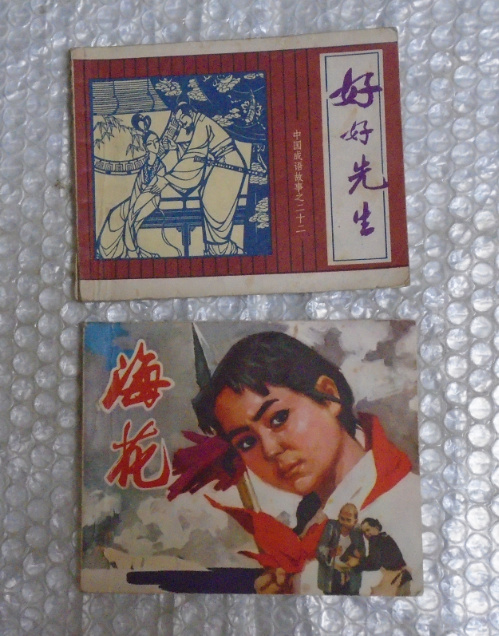 好好先生
中国成语故事之二十二
海花